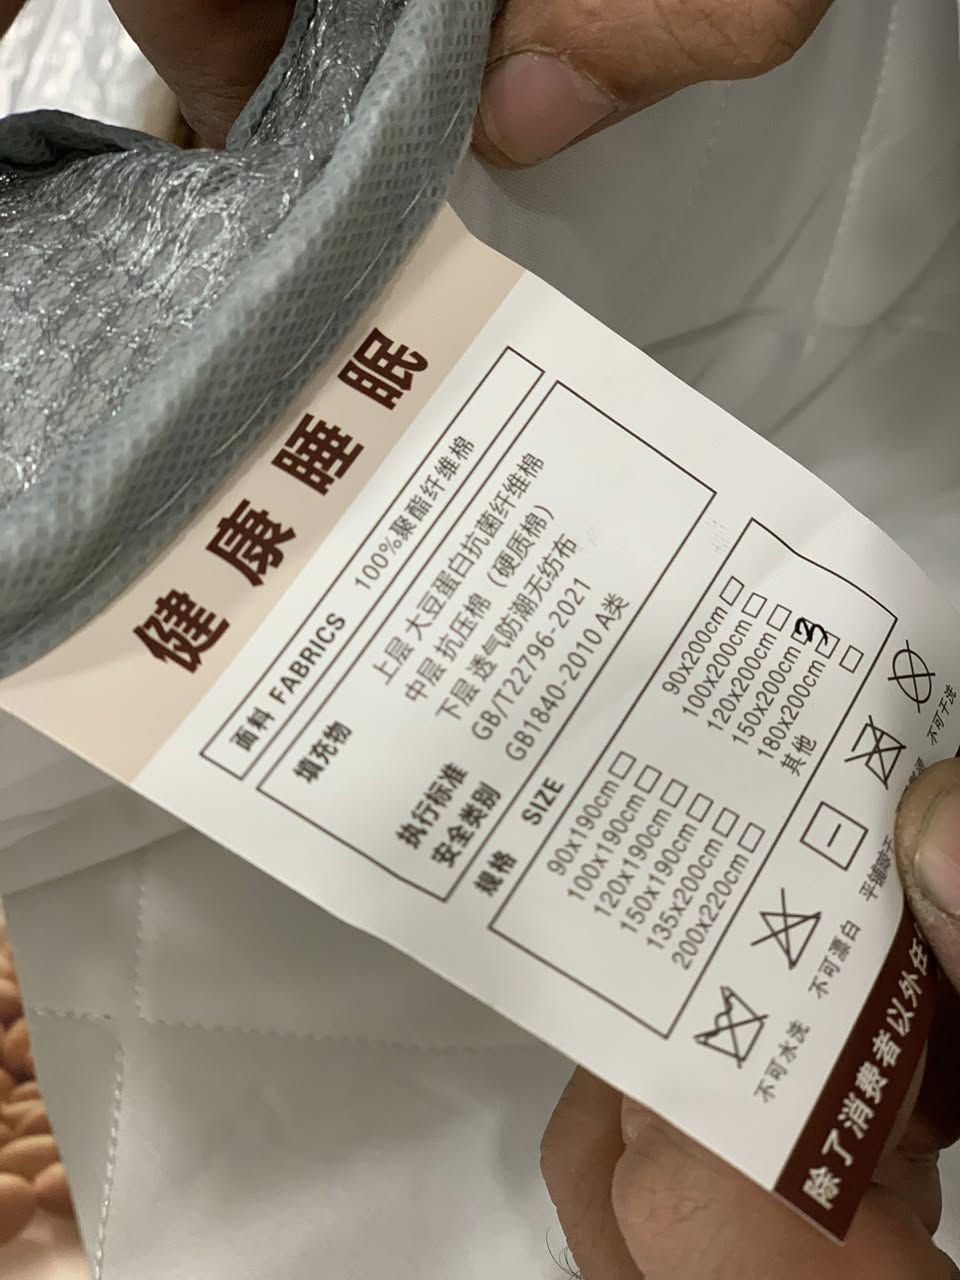 健康睡眠
面料 FABRICS 100%聚酯纤维棉
填充物
上层 大豆蛋白抗菌纤维棉
中层 抗压棉（硬质棉）
下层 透气防潮无纺布
执行标准 GB/T22796-2021
安全类别 GB1840-2010 A类
规格 SIZE
90x190cm□ 90x200cm□
100x190cm□ 100x200cm□
120x190cm□ 120x200cm□
150x190cm□ 150x200cm
135x200cm□ 180x200cm☑
200x220cm□ 其他□
不可水洗 不可漂白 平铺晾干 不可干洗
除了消费者以外任